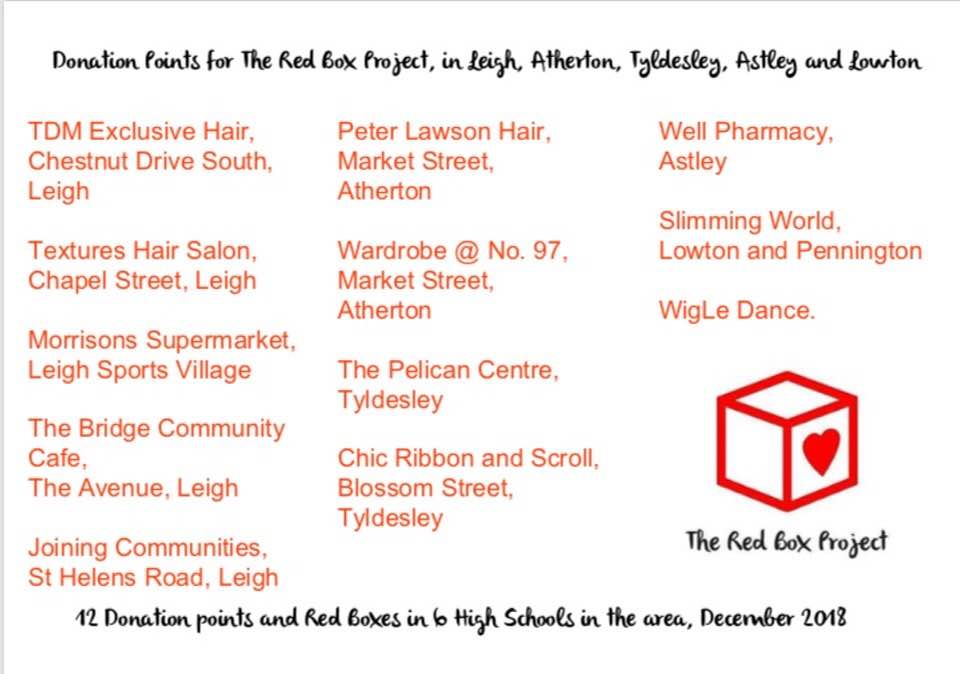 Donation Points for The Red Box Project, in Leigh, Atherton, Tyldesley, Astley and Lowton
TDM Exclusive Hair,
Chestnut Drive South,
Leigh
Textures Hair Salon,
Chapel Street, Leigh
Morrisons Supermarket,
Leigh Sports Village
The Bridge Community
Cafe,
The Avenue, Leigh
Joining Communities,
St Helens Road, Leigh
Peter Lawson Hair,
Market Street,
Atherton
Wardrobe @ No. 97,
Market Street,
Atherton
The Pelican Centre,
Tyldesley
Chic Ribbon and Scroll,
Blossom Street,
Tyldesley
Well Pharmacy,
Astley
Slimming World,
Lowton and Pennington
WigLe Dance.
The Red Box Project
12 Donation points and Red Boxes in 6 High Schools in the area, December 2018